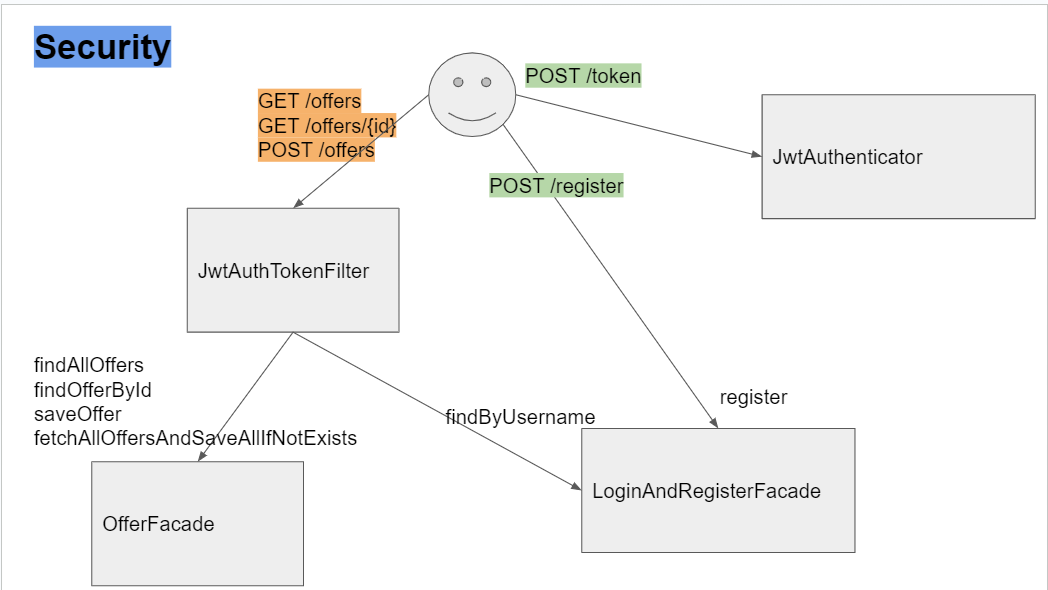 Security
POST /token
GET /offers
GET /offers/{id}
POST /offers
JwtAuthenticator
POST /register
JwtAuthTokenFilter
findAllOffers
findOfferById
saveOffer
fetchAllOffersAndSaveAllIfNotExists
register
findByUsername
LoginAndRegisterFacade
OfferFacade